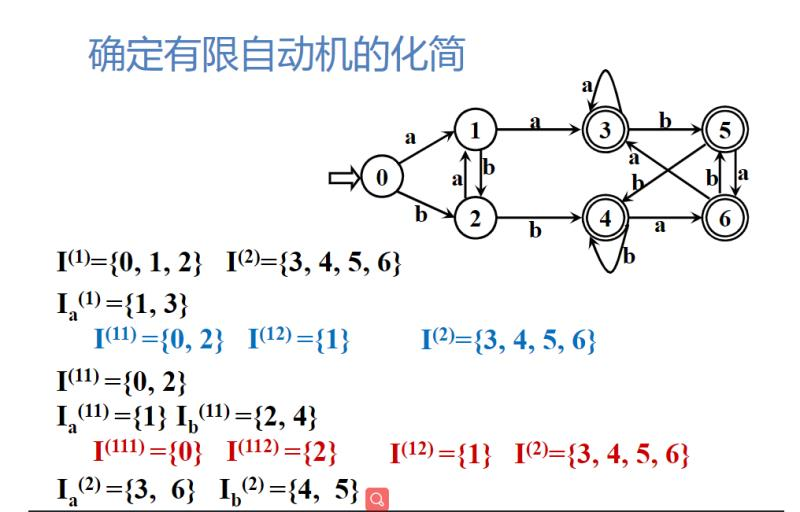 确定有限自动机的化简
a
a a b
1 3 5
a a
0 a b b b a
b
2 4 6
b a
b
I⁽¹⁾={0, 1, 2} I⁽²⁾={3, 4, 5, 6}
Iₐ⁽¹⁾={1, 3}
I⁽¹¹⁾={0, 2} I⁽¹²⁾={1} I⁽²⁾={3, 4, 5, 6}
I⁽¹¹⁾={0, 2}
Iₐ⁽¹¹⁾={1} I_b⁽¹¹⁾={2, 4}
I⁽¹¹¹⁾={0} I⁽¹¹²⁾={2} I⁽¹²⁾={1} I⁽²⁾={3, 4, 5, 6}
Iₐ⁽²⁾={3, 6} I_b⁽²⁾={4, 5}